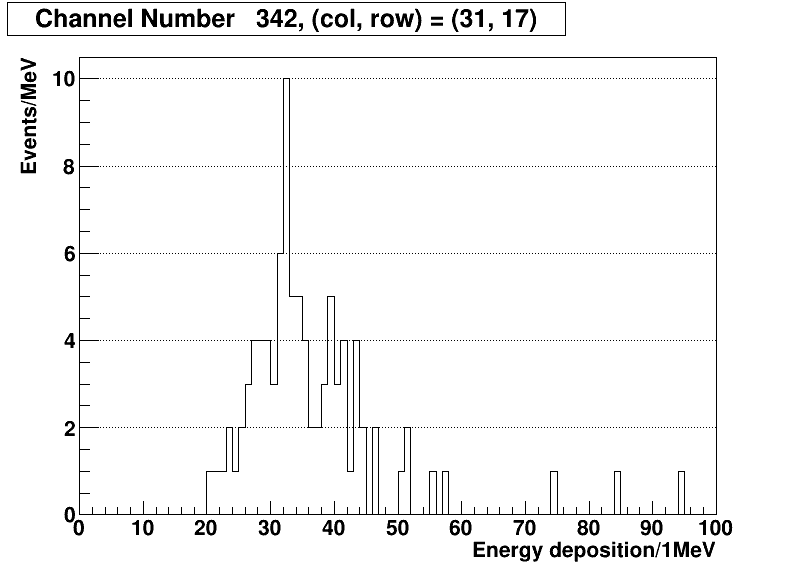 Channel Number 342, (col, row) = (31, 17)
Events/MeV
10
8
6
4
2
0
0 10 20 30 40 50 60 70 80 90 100
Energy deposition/1MeV